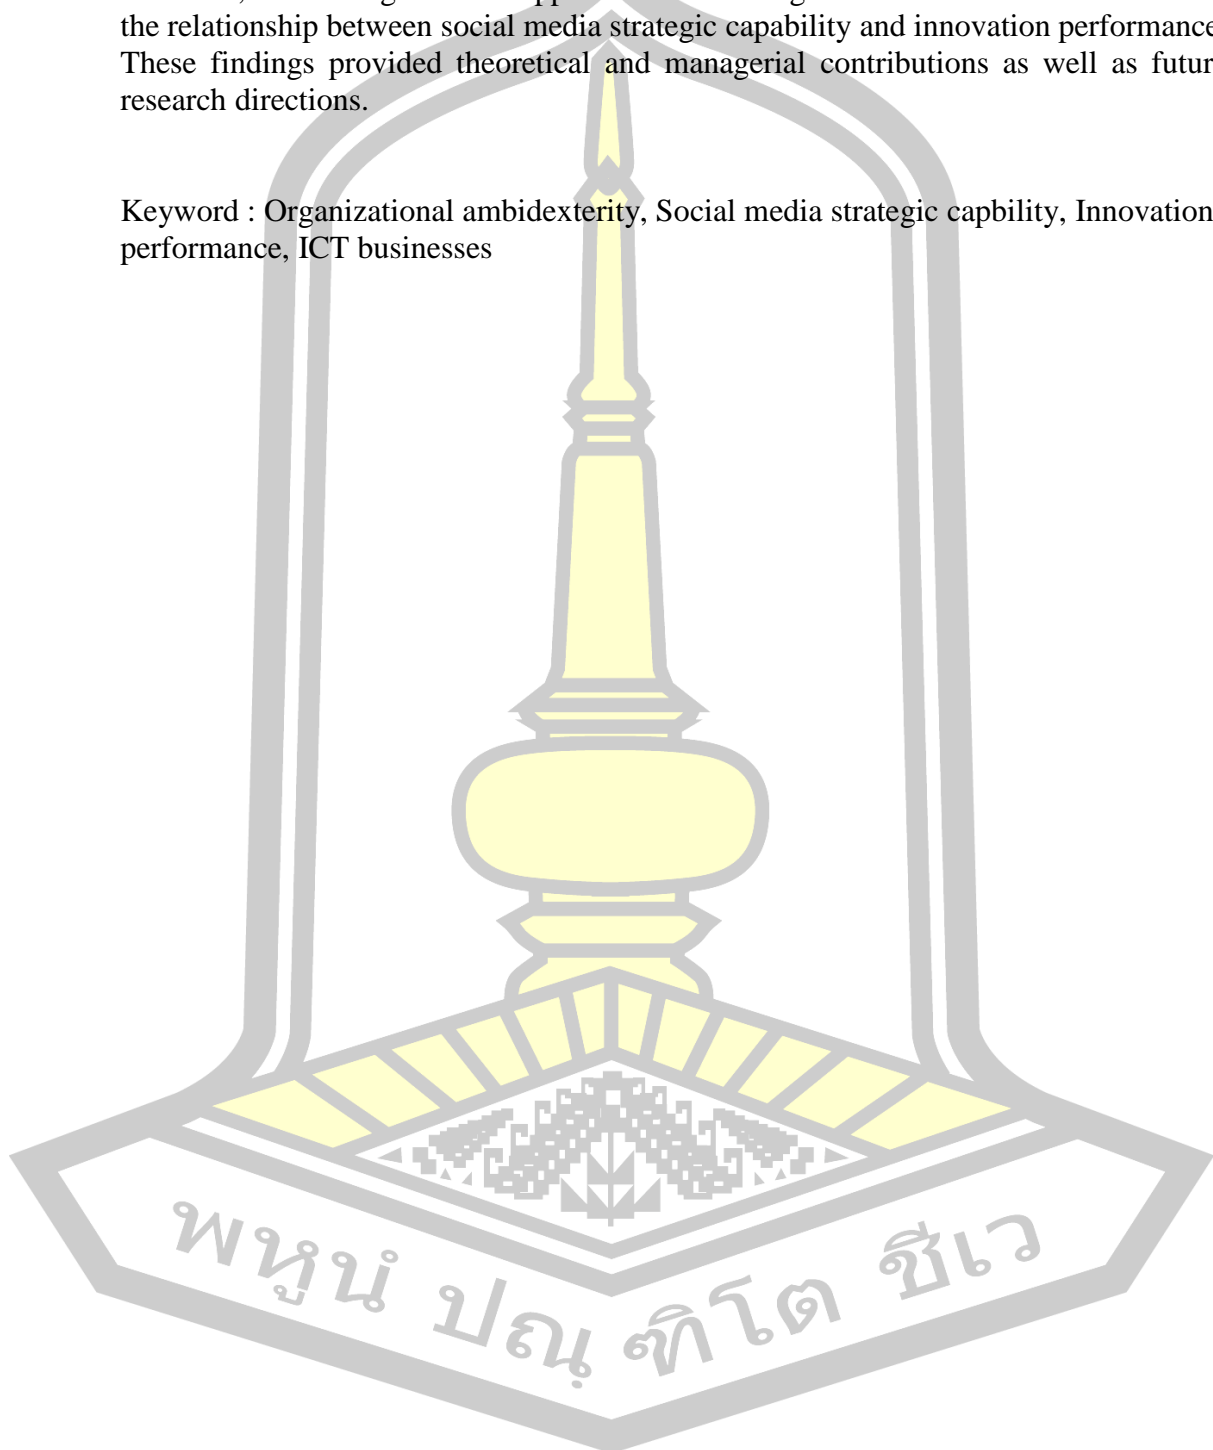 the relationship between social media strategic capability and innovation performance
These findings provided theoretical and managerial contributions as well as futur
research directions.
Keyword : Organizational ambidexterity, Social media strategic capbility, Innovation
performance, ICT businesses
พหูนํ ปณฺฑิโต ชีเว